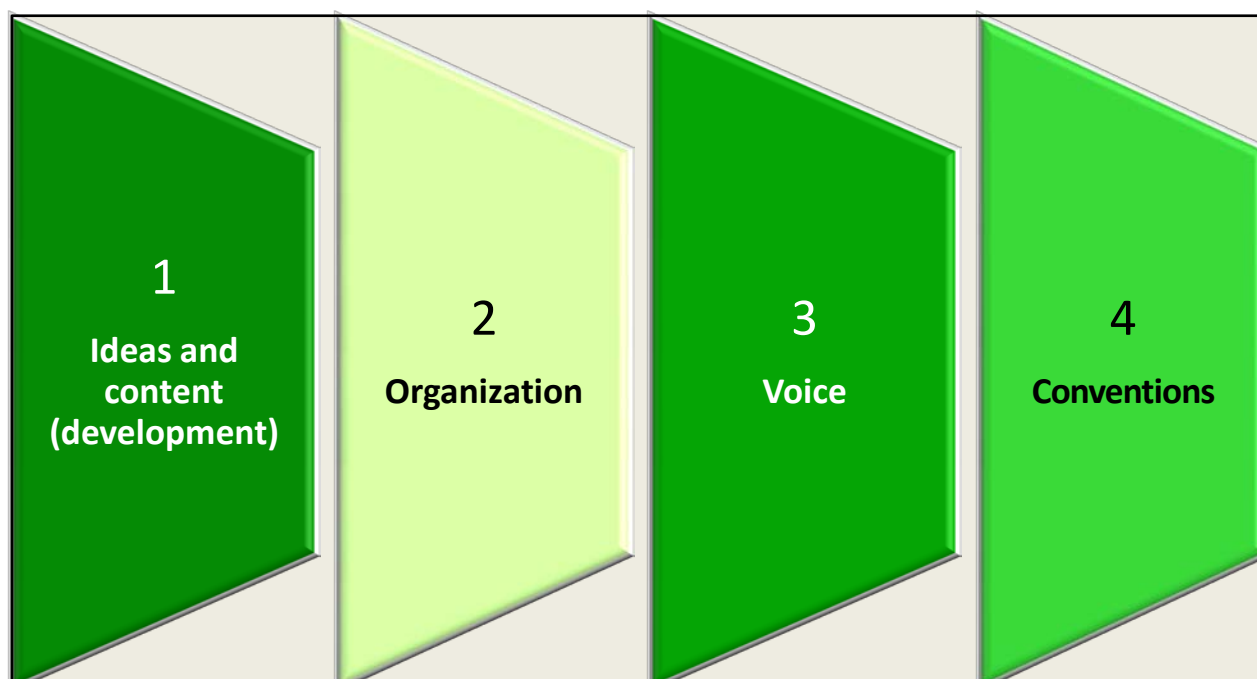 1
Ideas and
content
(development)
2
Organization
3
Voice
4
Conventions